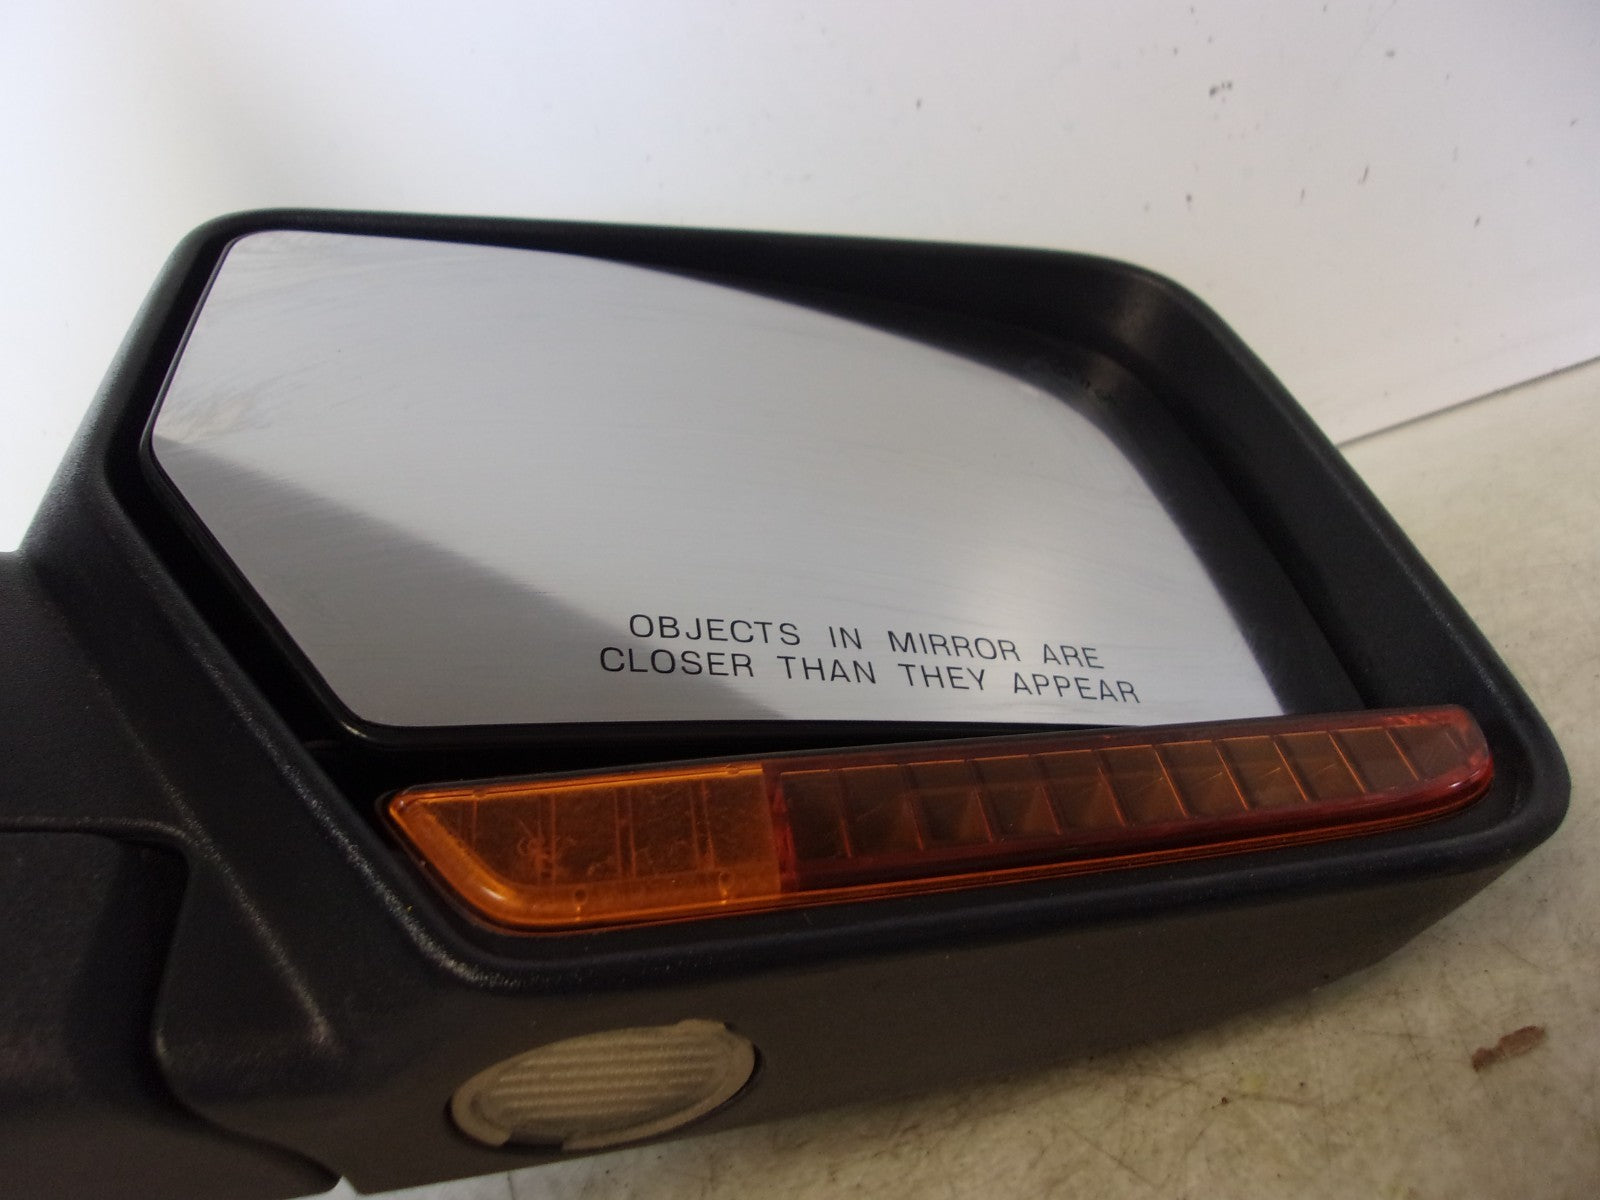 OBJECTS IN MIRROR ARE
CLOSER THAN THEY APPEAR